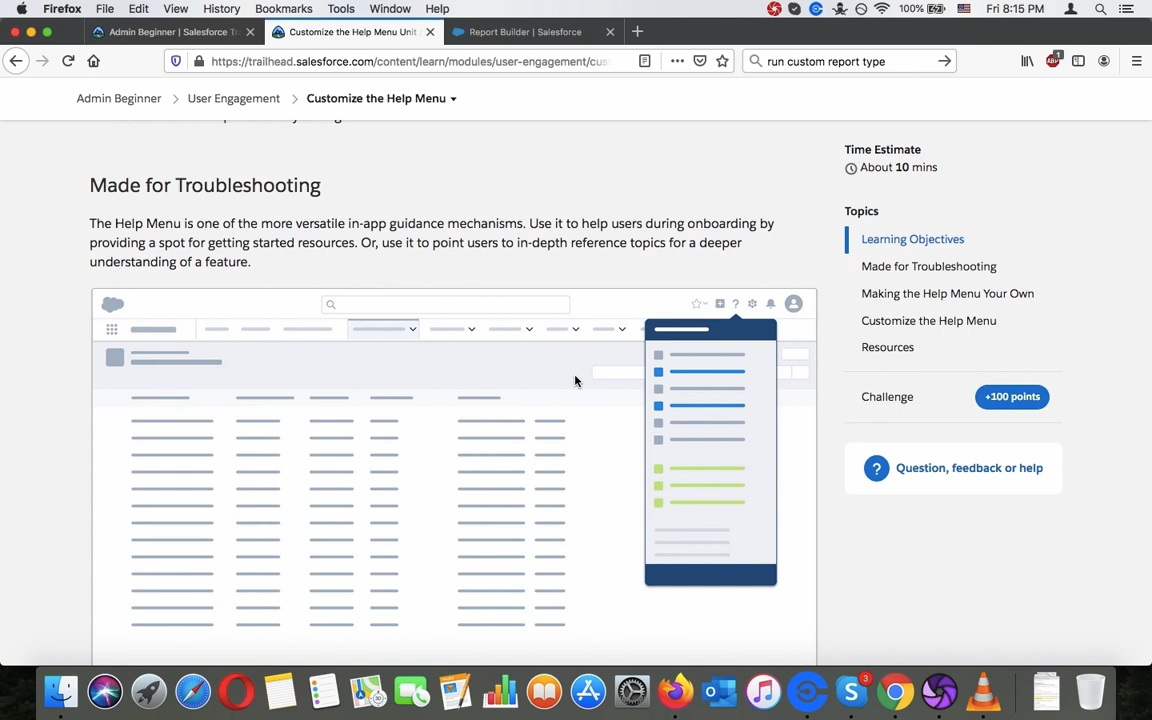 Firefox File Edit View History Bookmarks Tools Window Help 100% Fri 8:15 PM
Admin Beginner | Salesforce Tra Customize the Help Menu Unit Report Builder | Salesforce
https://trailhead.salesforce.com/content/learn/modules/user-engagement/cus run custom report type
Admin Beginner User Engagement Customize the Help Menu
Made for Troubleshooting
The Help Menu is one of the more versatile in-app guidance mechanisms. Use it to help users during onboarding by
providing a spot for getting started resources. Or, use it to point users to in-depth reference topics for a deeper
understanding of a feature.
Time Estimate
About 10 mins
Topics
Learning Objectives
Made for Troubleshooting
Making the Help Menu Your Own
Customize the Help Menu
Resources
Challenge +100 points
? Question, feedback or help